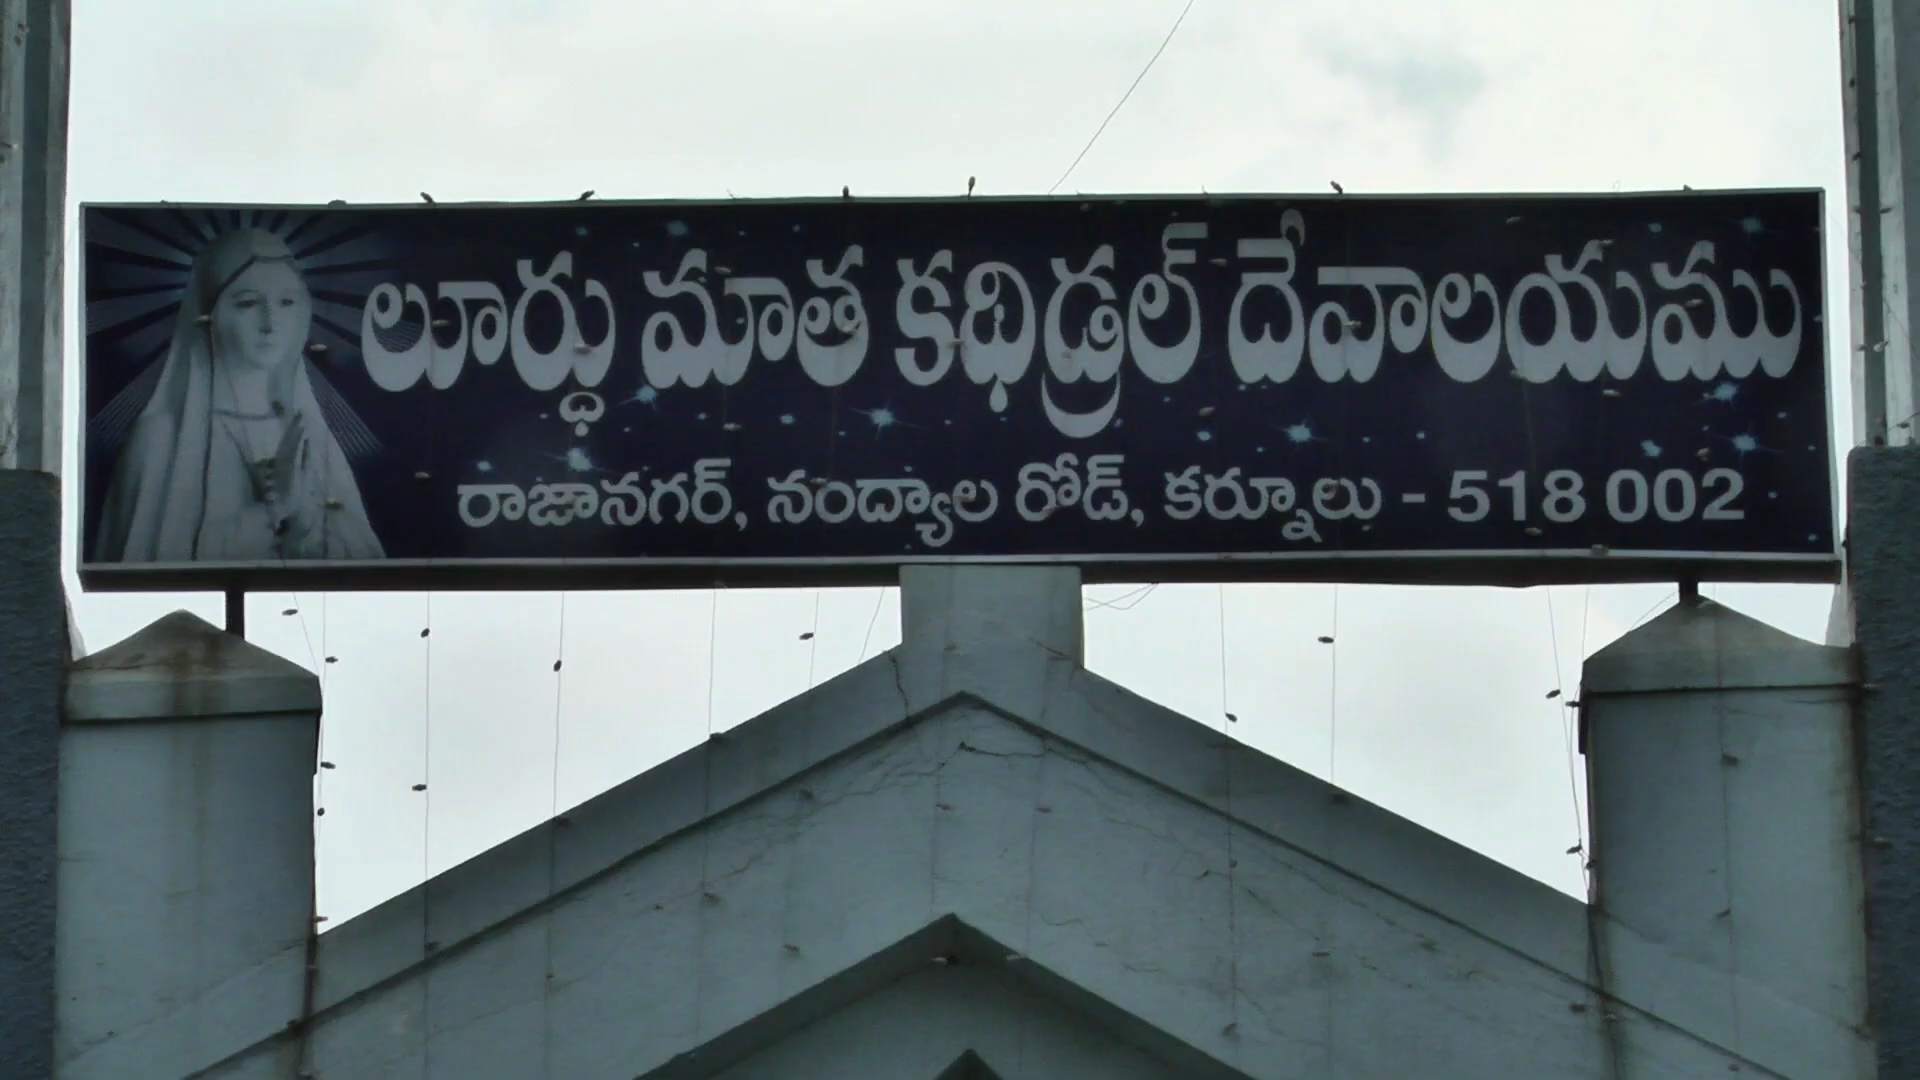 లూర్దు మాత కథిడ్రల్ దేవాలయము
రాజానగర్, నంద్యాల రోడ్, కర్నూలు - 518 002